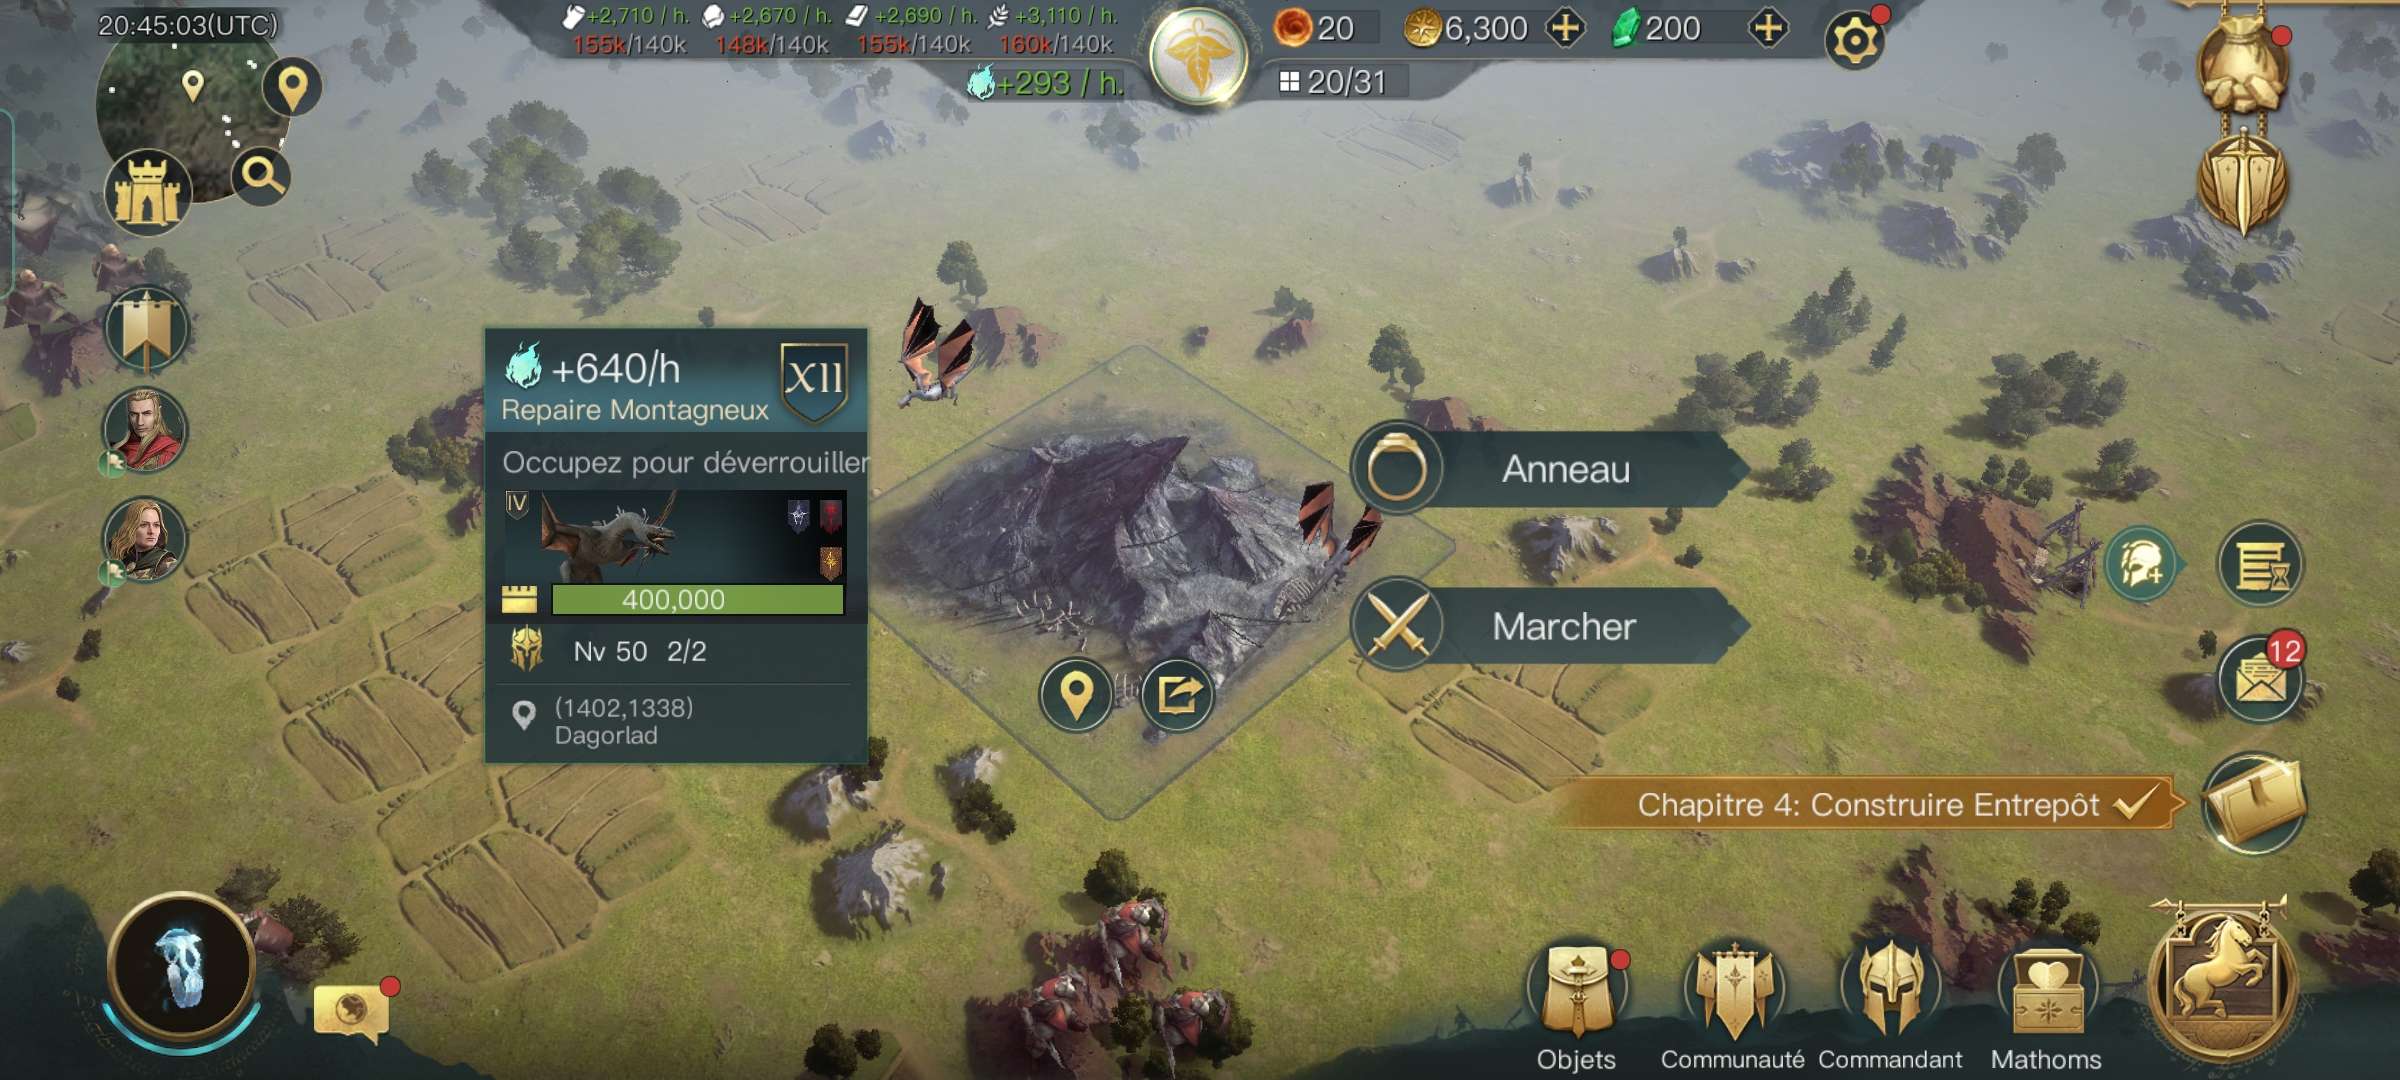 20:45:03(UTC)
+2,710 / h. +2,670 / h. +2,690 / h. +3,110 / h.
155k/140k 148k/140k 155k/140k 160k/140k
+293 / h.
20 6,300 200
20/31
+640/h
XII
Repaire Montagneux
Occupez pour déverrouiller
IV
400,000
Nv 50 2/2
(1402,1338)
Dagorlad
Anneau
Marcher
12
Chapitre 4: Construire Entrepôt
Objets Communauté Commandant Mathoms